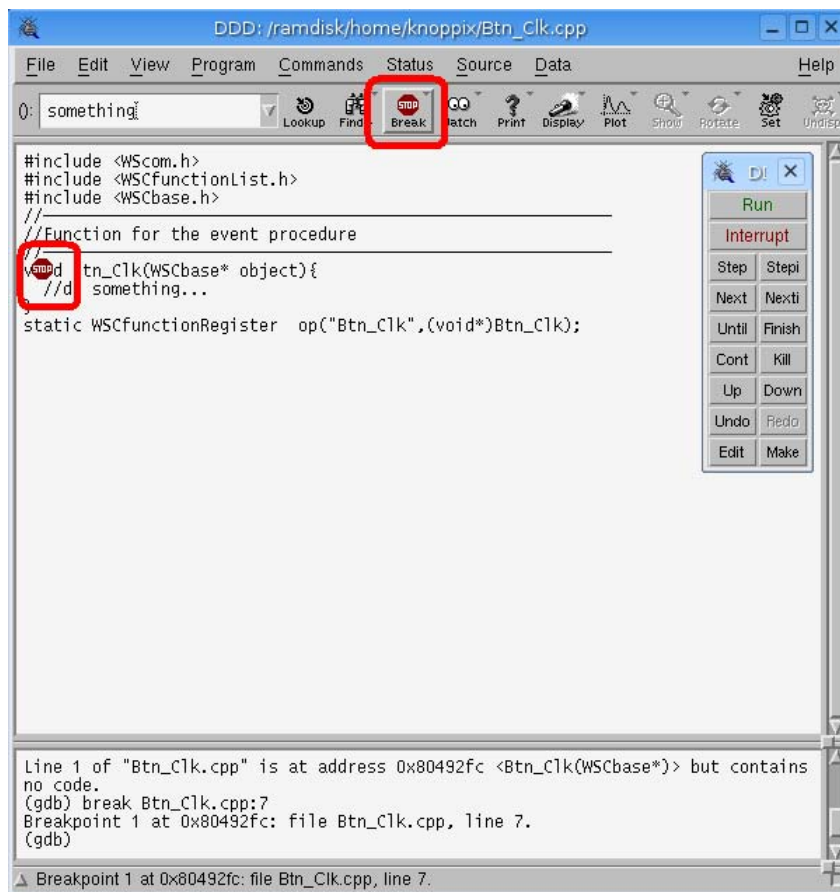 DDD: /ramdisk/home/knoppix/Btn_Clk.cpp
File Edit View Program Commands Status Source Data Help
(): something
Lookup Find Break Watch Print Display Plot Show Rotate Set Undisp
#include <WScom.h>
#include <WSCfunctionList.h>
#include <WSCbase.h>
//
//Function for the event procedure
//
STOP d tn_Clk(WSCbase* object){
//d something...
}
static WSCfunctionRegister op("Btn_Clk",(void*)Btn_Clk);
D!
Run
Interrupt
Step Stepi
Next Nexti
Until Finish
Cont Kill
Up Down
Undo Redo
Edit Make
Line 1 of "Btn_Clk.cpp" is at address 0x80492fc <Btn_Clk(WSCbase*)> but contains
no code.
(gdb) break Btn_Clk.cpp:7
Breakpoint 1 at 0x80492fc: file Btn_Clk.cpp, line 7.
(gdb)
Breakpoint 1 at 0x80492fc: file Btn_Clk.cpp, line 7.